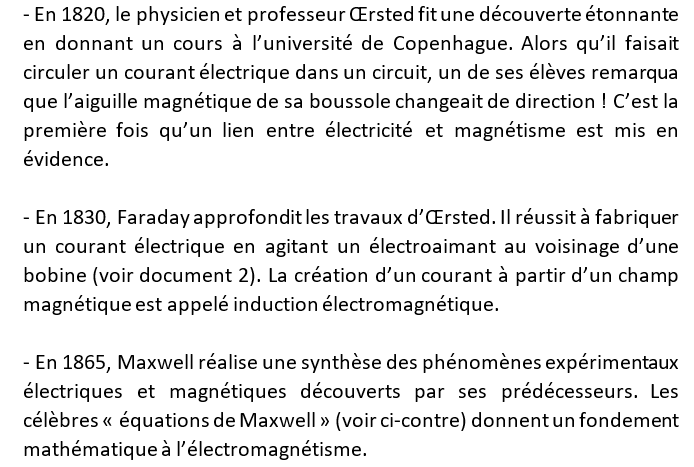 - En 1820, le physicien et professeur Œrsted fit une découverte étonnante
en donnant un cours à l’université de Copenhague. Alors qu’il faisait
circuler un courant électrique dans un circuit, un de ses élèves remarqua
que l’aiguille magnétique de sa boussole changeait de direction ! C’est la
première fois qu’un lien entre électricité et magnétisme est mis en
évidence.
- En 1830, Faraday approfondit les travaux d’Œrsted. Il réussit à fabriquer
un courant électrique en agitant un électroaimant au voisinage d’une
bobine (voir document 2). La création d’un courant à partir d’un champ
magnétique est appelé induction électromagnétique.
- En 1865, Maxwell réalise une synthèse des phénomènes expérimentaux
électriques et magnétiques découverts par ses prédécesseurs. Les
célèbres « équations de Maxwell » (voir ci-contre) donnent un fondement
mathématique à l’électromagnétisme.